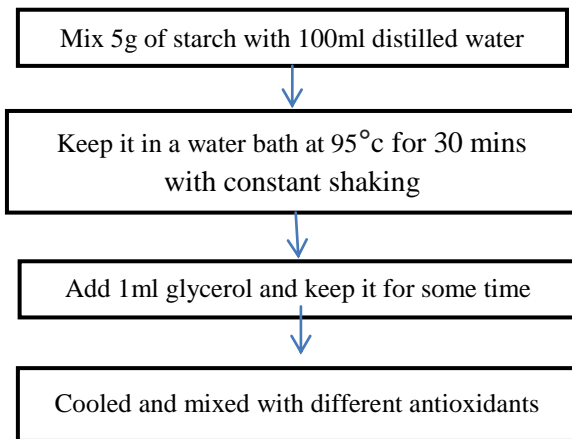 Mix 5g of starch with 100ml distilled water
Keep it in a water bath at 95°c for 30 mins
with constant shaking
Add 1ml glycerol and keep it for some time
Cooled and mixed with different antioxidants